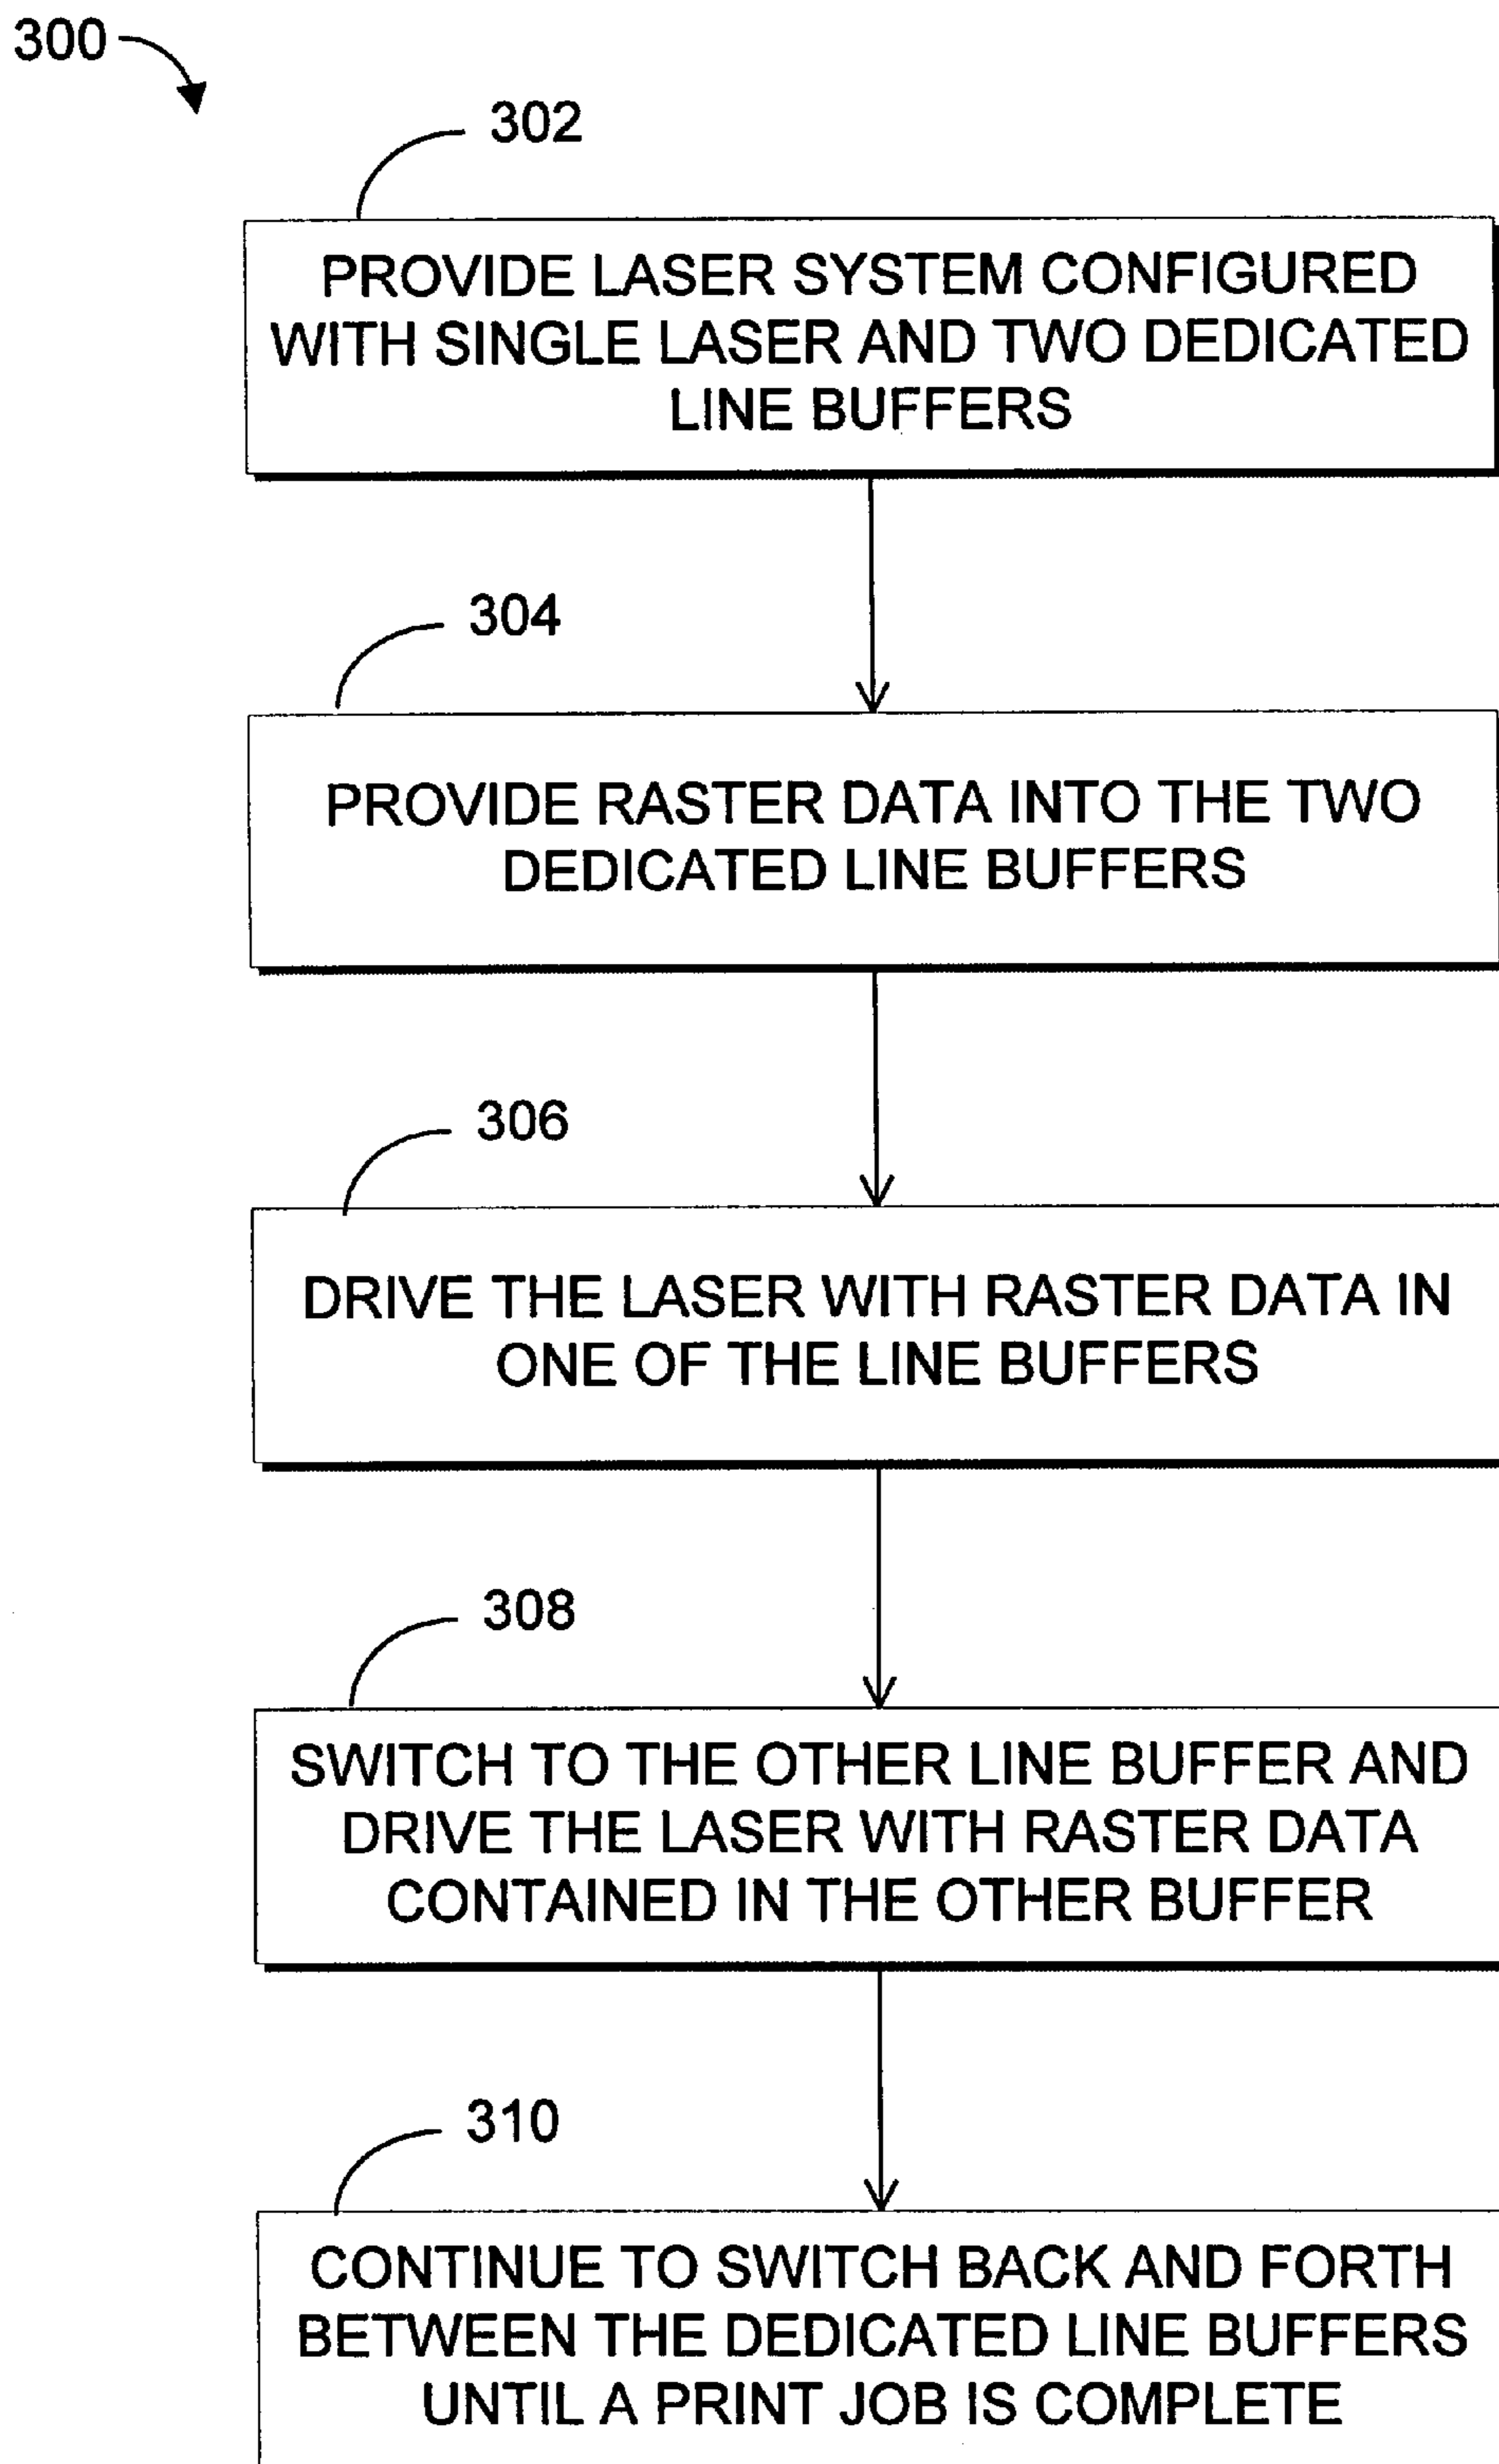 300
302
PROVIDE LASER SYSTEM CONFIGURED
WITH SINGLE LASER AND TWO DEDICATED
LINE BUFFERS
304
PROVIDE RASTER DATA INTO THE TWO
DEDICATED LINE BUFFERS
306
DRIVE THE LASER WITH RASTER DATA IN
ONE OF THE LINE BUFFERS
308
SWITCH TO THE OTHER LINE BUFFER AND
DRIVE THE LASER WITH RASTER DATA
CONTAINED IN THE OTHER BUFFER
310
CONTINUE TO SWITCH BACK AND FORTH
BETWEEN THE DEDICATED LINE BUFFERS
UNTIL A PRINT JOB IS COMPLETE